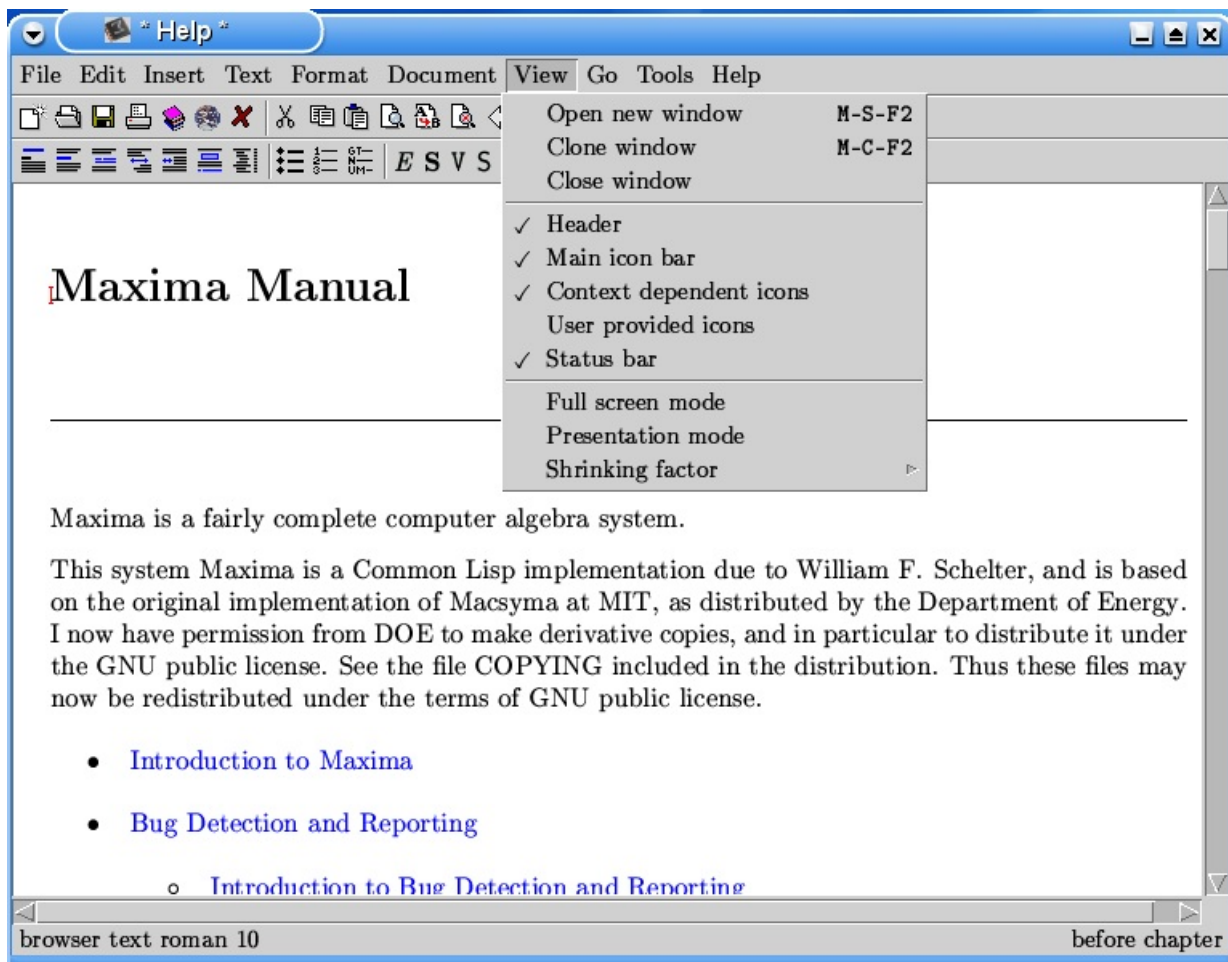 * Help *
File Edit Insert Text Format Document View Go Tools Help
E S V S
Open new window M-S-F2
Clone window M-C-F2
Close window
✓ Header
✓ Main icon bar
✓ Context dependent icons
User provided icons
✓ Status bar
Full screen mode
Presentation mode
Shrinking factor
Maxima Manual
Maxima is a fairly complete computer algebra system.
This system Maxima is a Common Lisp implementation due to William F. Schelter, and is based
on the original implementation of Macsyma at MIT, as distributed by the Department of Energy.
I now have permission from DOE to make derivative copies, and in particular to distribute it under
the GNU public license. See the file COPYING included in the distribution. Thus these files may
now be redistributed under the terms of GNU public license.
• Introduction to Maxima
• Bug Detection and Reporting
◦ Introduction to Bug Detection and Reporting
browser text roman 10
before chapter